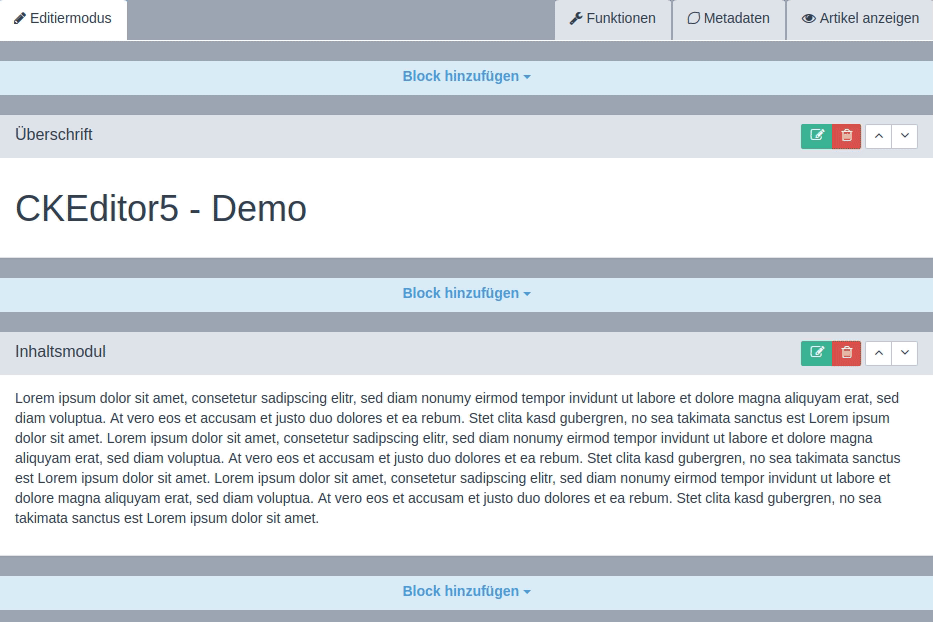 Editiermodus
Funktionen
Metadaten
Artikel anzeigen
Block hinzufügen
Überschrift
CKEditor5 - Demo
Block hinzufügen
Inhaltsmodul
Lorem ipsum dolor sit amet, consetetur sadipscing elitr, sed diam nonumy eirmod tempor invidunt ut labore et dolore magna aliquyam erat, sed
diam voluptua. At vero eos et accusam et justo duo dolores et ea rebum. Stet clita kasd gubergren, no sea takimata sanctus est Lorem ipsum
dolor sit amet. Lorem ipsum dolor sit amet, consetetur sadipscing elitr, sed diam nonumy eirmod tempor invidunt ut labore et dolore magna
aliquyam erat, sed diam voluptua. At vero eos et accusam et justo duo dolores et ea rebum. Stet clita kasd gubergren, no sea takimata sanctus
est Lorem ipsum dolor sit amet. Lorem ipsum dolor sit amet, consetetur sadipscing elitr, sed diam nonumy eirmod tempor invidunt ut labore et
dolore magna aliquyam erat, sed diam voluptua. At vero eos et accusam et justo duo dolores et ea rebum. Stet clita kasd gubergren, no sea
takimata sanctus est Lorem ipsum dolor sit amet.
Block hinzufügen